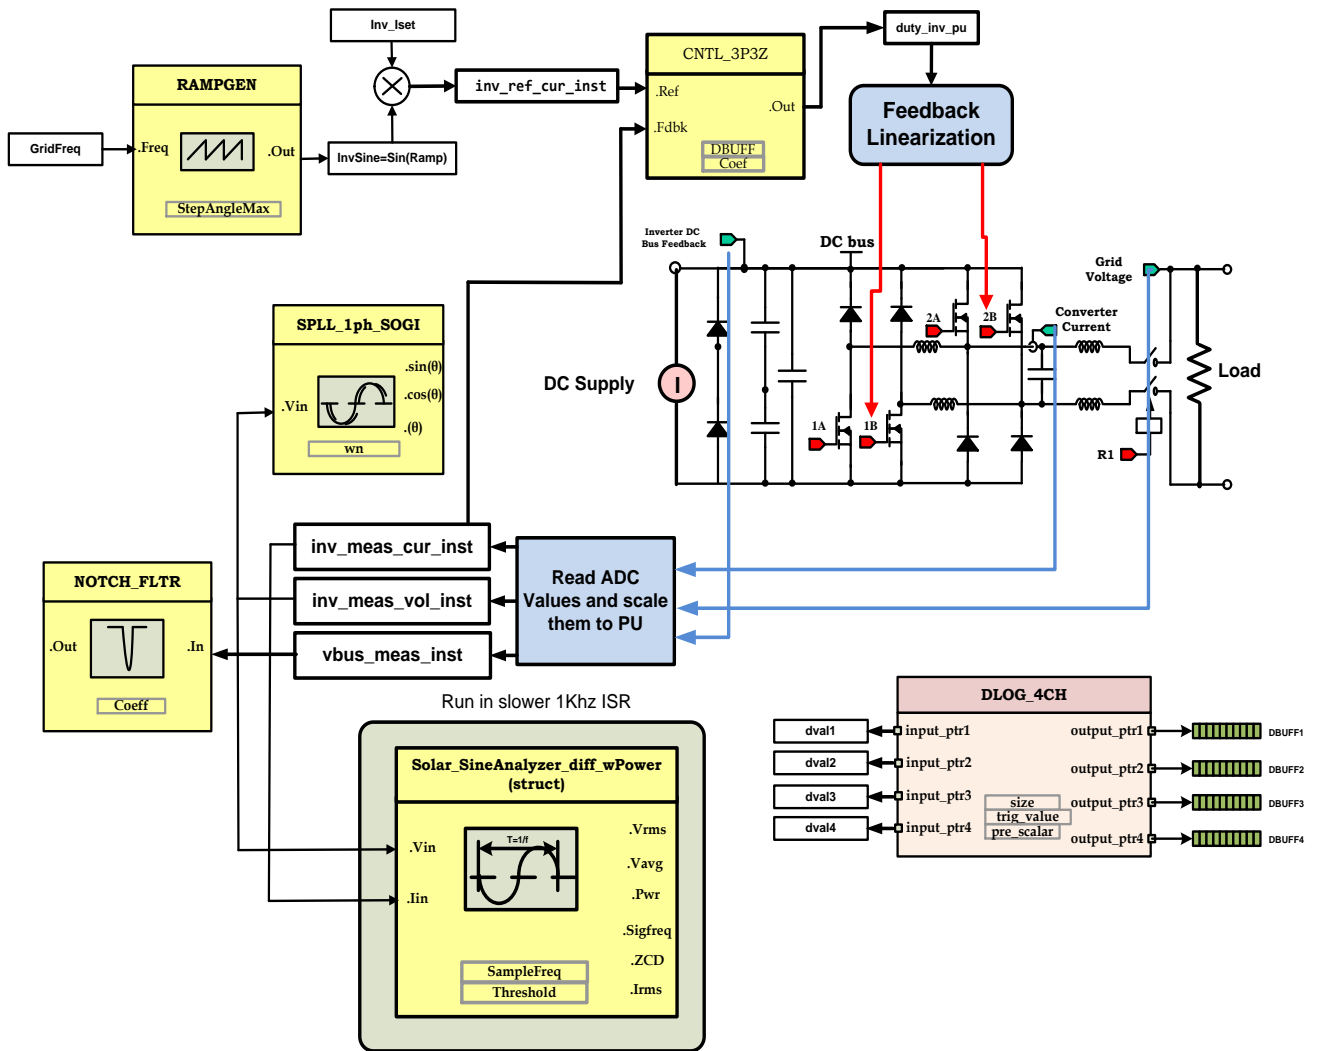 Inv_Iset
duty_inv_pu
CNTL_3P3Z
RAMPGEN
inv_ref_cur_inst
.Ref
.Out
Feedback
Linearization
.Fdbk
GridFreq
.Freq
.Out
InvSine=Sin(Ramp)
DBUFF
Coef
StepAngleMax
Inverter DC
Bus Feedback
DC bus
Grid
Voltage
SPLL_1ph_SOGI
2A
2B
Converter
Current
.sin(θ)
DC Supply
I
Load
.cos(θ)
.Vin
.(θ)
1A
1B
wn
R1
inv_meas_cur_inst
Read ADC
Values and scale
them to PU
NOTCH_FLTR
inv_meas_vol_inst
.Out
.In
vbus_meas_inst
Coeff
Run in slower 1Khz ISR
DLOG_4CH
dval1
input_ptr1
output_ptr1
DBUFF1
dval2
input_ptr2
output_ptr2
DBUFF2
dval3
input_ptr3
size
output_ptr3
DBUFF3
trig_value
dval4
input_ptr4
pre_scalar
output_ptr4
DBUFF4
Solar_SineAnalyzer_diff_wPower
(struct)
.Vrms
T=1/f
.Vin
.Vavg
.Iin
.Pwr
.Sigfreq
.ZCD
SampleFreq
Threshold
.Irms